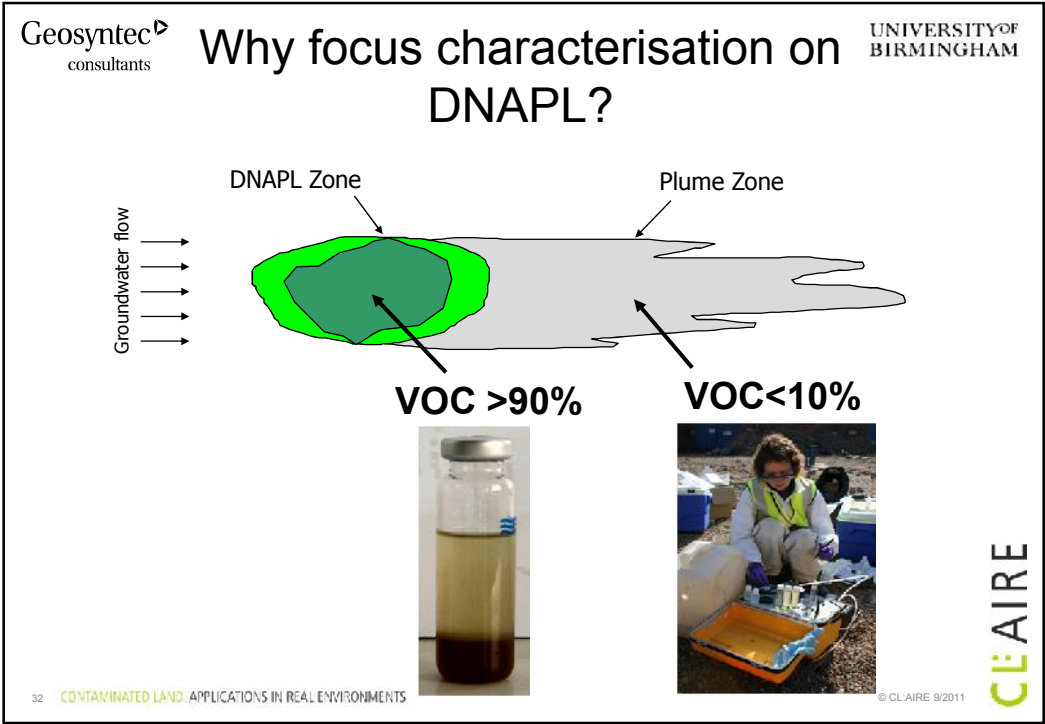 Geosyntec
consultants
Why focus characterisation on
DNAPL?
UNIVERSITY OF
BIRMINGHAM
DNAPL Zone
Plume Zone
Groundwater flow
VOC >90%
VOC<10%
32
CONTAMINATED LAND: APPLICATIONS IN REAL ENVIRONMENTS
© CL:AIRE 9/2011
CL:AIRE